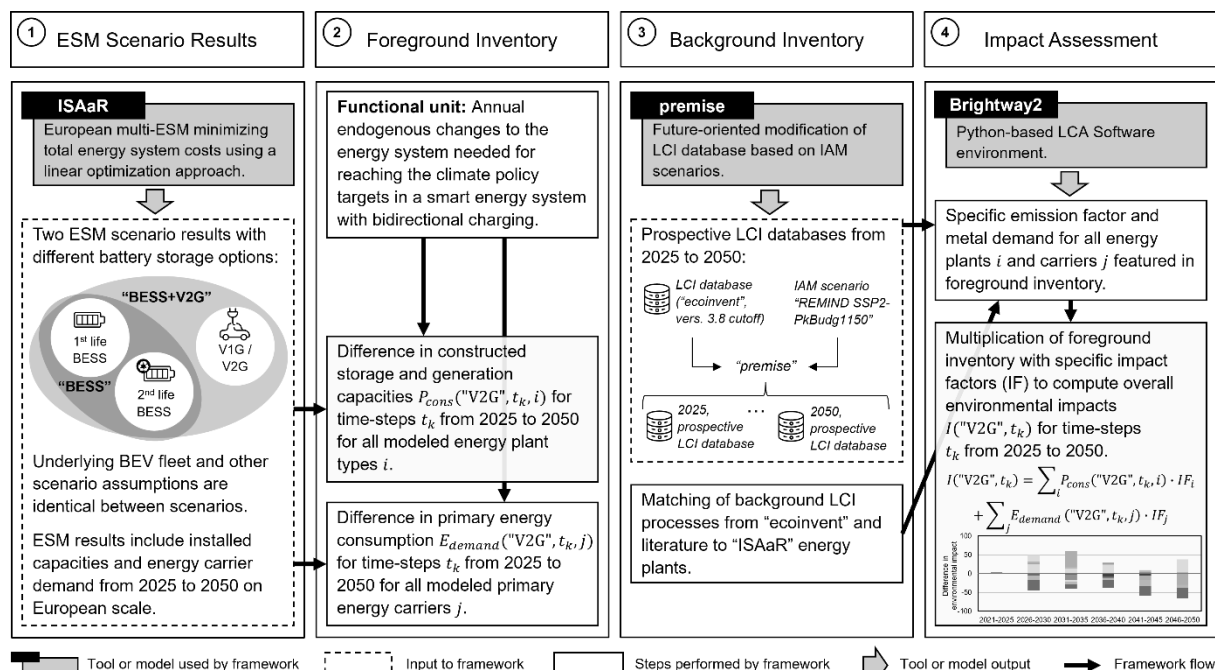 1 ESM Scenario Results
ISAaR
European multi-ESM minimizing
total energy system costs using a
linear optimization approach.
Two ESM scenario results with
different battery storage options:
“BESS+V2G”
1st life
BESS
V1G /
V2G
“BESS”
2nd life
BESS
Underlying BEV fleet and other
scenario assumptions are
identical between scenarios.
ESM results include installed
capacities and energy carrier
demand from 2025 to 2050 on
European scale.
2 Foreground Inventory
Functional unit: Annual
endogenous changes to the
energy system needed for
reaching the climate policy
targets in a smart energy system
with bidirectional charging.
Difference in constructed
storage and generation
capacities P_cons("V2G", t_k, i) for
time-steps t_k from 2025 to 2050
for all modeled energy plant
types i.
Difference in primary energy
consumption E_demand("V2G", t_k, j)
for time-steps t_k from 2025 to
2050 for all modeled primary
energy carriers j.
3 Background Inventory
premise
Future-oriented modification of
LCI database based on IAM
scenarios.
Prospective LCI databases from
2025 to 2050:
LCI database
(“ecoinvent”,
vers. 3.8 cutoff)
IAM scenario
“REMIND SSP2-
PkBudg1150”
“premise”
2025,
prospective
LCI database
...
2050,
prospective
LCI database
Matching of background LCI
processes from “ecoinvent” and
literature to “ISAaR” energy
plants.
4 Impact Assessment
Brightway2
Python-based LCA Software
environment.
Specific emission factor and
metal demand for all energy
plants i and carriers j featured in
foreground inventory.
Multiplication of foreground
inventory with specific impact
factors (IF) to compute overall
environmental impacts
I("V2G", t_k) for time-steps
t_k from 2025 to 2050.
I("V2G", t_k) = ∑_i P_cons("V2G", t_k, i) · IF_i
+ ∑_j E_demand("V2G", t_k, j) · IF_j
Difference in
environmental impact
100
50
0
-50
-100
2021-2025 2026-2030 2031-2035 2036-2040 2041-2045 2046-2050
Tool or model used by framework
Input to framework
Steps performed by framework
Tool or model output
Framework flow